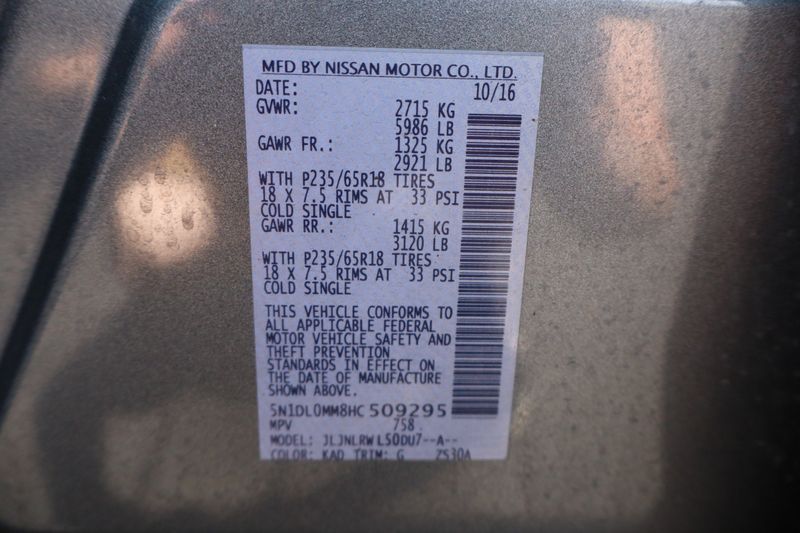 MFD BY NISSAN MOTOR CO., LTD.
DATE: 10/16
GVWR: 2715 KG
5986 LB
GAWR FR.: 1325 KG
2921 LB
WITH P235/65R18 TIRES
18 X 7.5 RIMS AT 33 PSI
COLD SINGLE
GAWR RR.: 1415 KG
3120 LB
WITH P235/65R18 TIRES
18 X 7.5 RIMS AT 33 PSI
COLD SINGLE
THIS VEHICLE CONFORMS TO
ALL APPLICABLE FEDERAL
MOTOR VEHICLE SAFETY AND
THEFT PREVENTION
STANDARDS IN EFFECT ON
THE DATE OF MANUFACTURE
SHOWN ABOVE.
5N1DL0MM8HC509295
MPV 758
MODEL: JLJNLRW L50DU7--A--
COLOR: KAD TRIM: G ZS30A